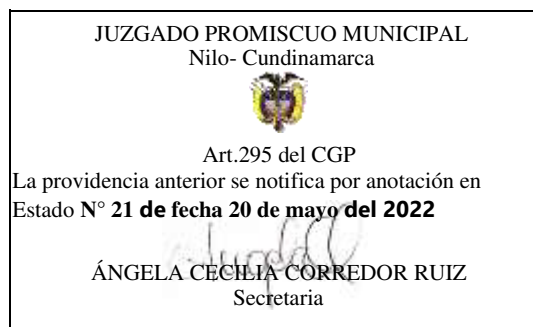 JUZGADO PROMISCUO MUNICIPAL
Nilo- Cundinamarca
Art.295 del CGP
La providencia anterior se notifica por anotación en
Estado N° 21 de fecha 20 de mayo del 2022
ÁNGELA CECILIA CORREDOR RUIZ
Secretaria